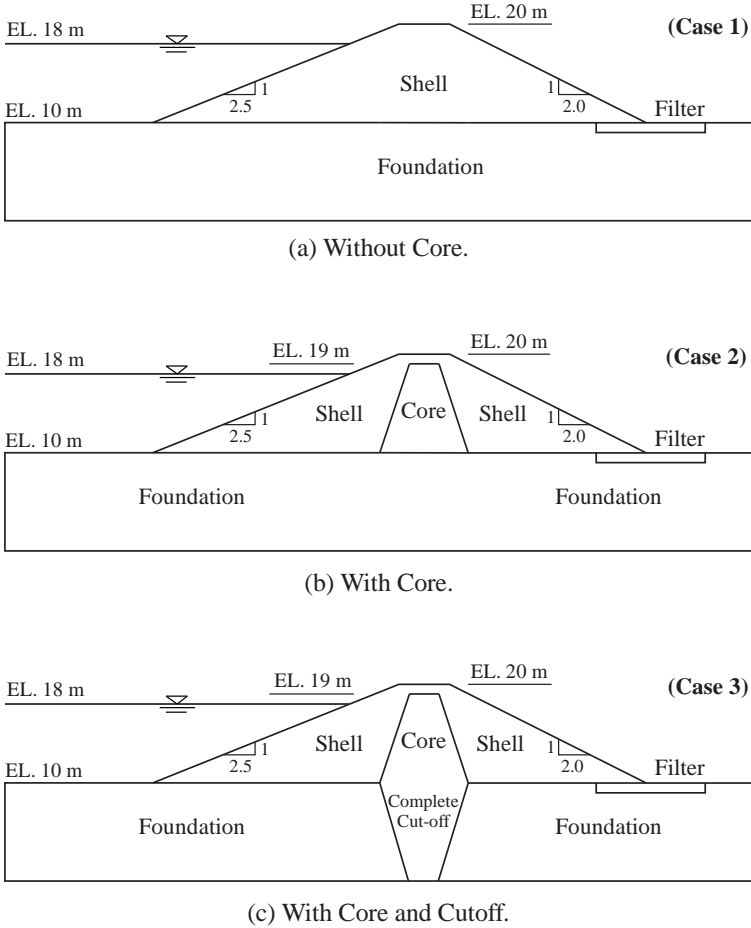 EL. 20 m
(Case 1)
EL. 18 m
Shell
1
2.5
1
2.0
EL. 10 m
Filter
Foundation
(a) Without Core.
EL. 19 m
EL. 20 m
(Case 2)
EL. 18 m
Shell
Core
Shell
1
2.5
1
2.0
EL. 10 m
Filter
Foundation
Foundation
(b) With Core.
EL. 19 m
EL. 20 m
(Case 3)
EL. 18 m
Shell
Core
Shell
1
2.5
1
2.0
EL. 10 m
Filter
Complete
Cut-off
Foundation
Foundation
(c) With Core and Cutoff.